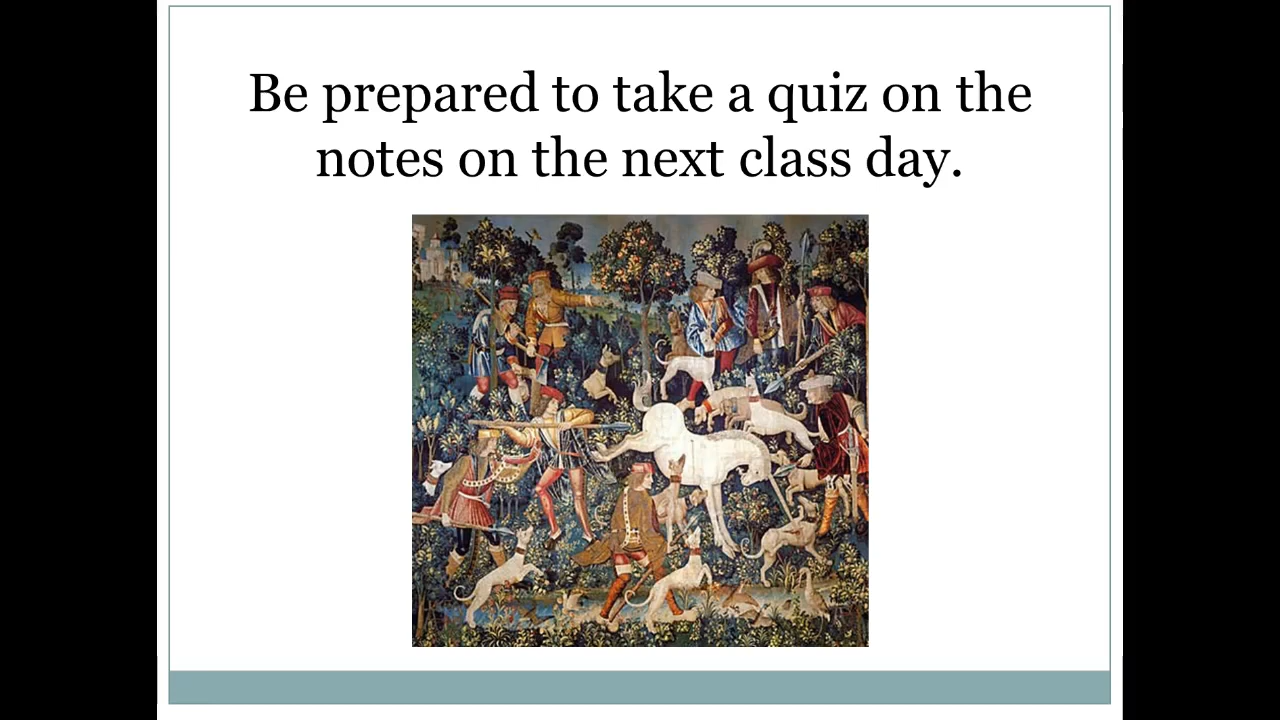 Be prepared to take a quiz on the
notes on the next class day.